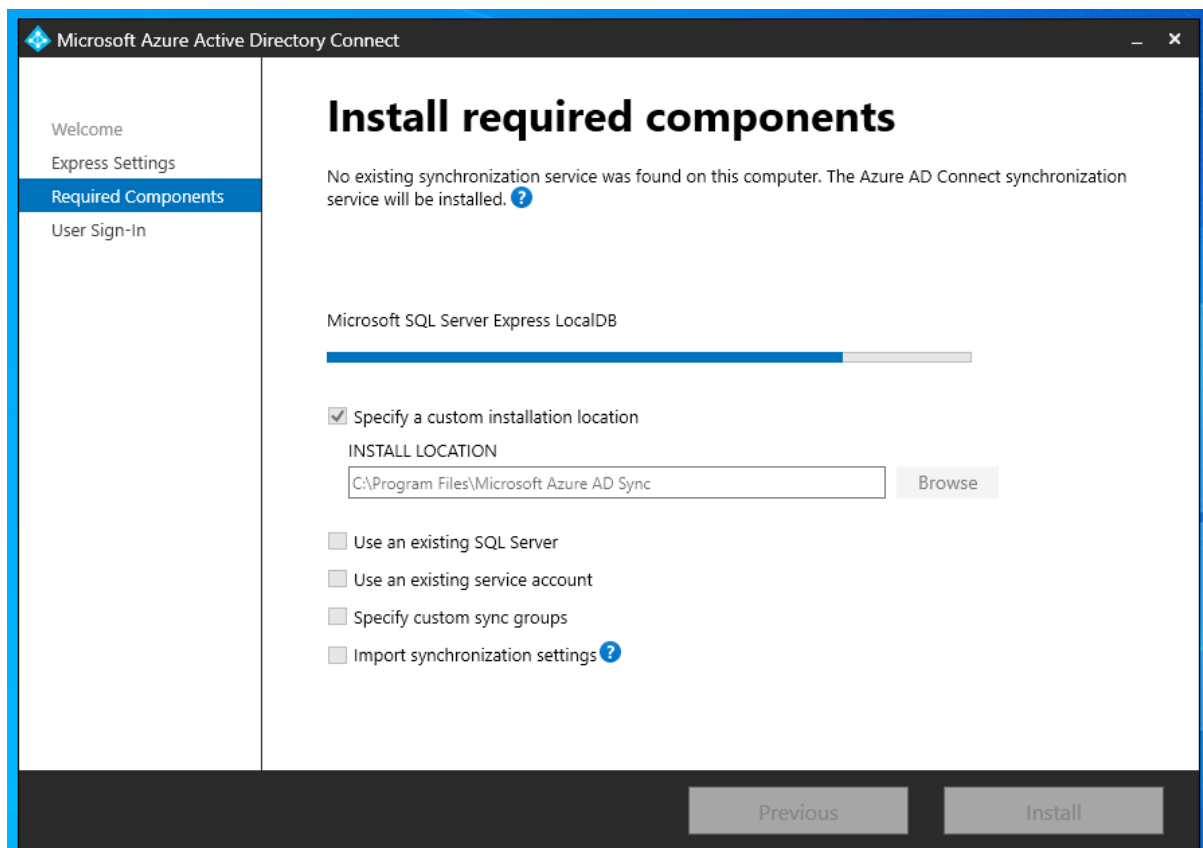 Microsoft Azure Active Directory Connect
Welcome
Express Settings
Required Components
User Sign-In
Install required components
No existing synchronization service was found on this computer. The Azure AD Connect synchronization
service will be installed. ?
Microsoft SQL Server Express LocalDB
Specify a custom installation location
INSTALL LOCATION
C:\Program Files\Microsoft Azure AD Sync
Browse
Use an existing SQL Server
Use an existing service account
Specify custom sync groups
Import synchronization settings ?
Previous
Install